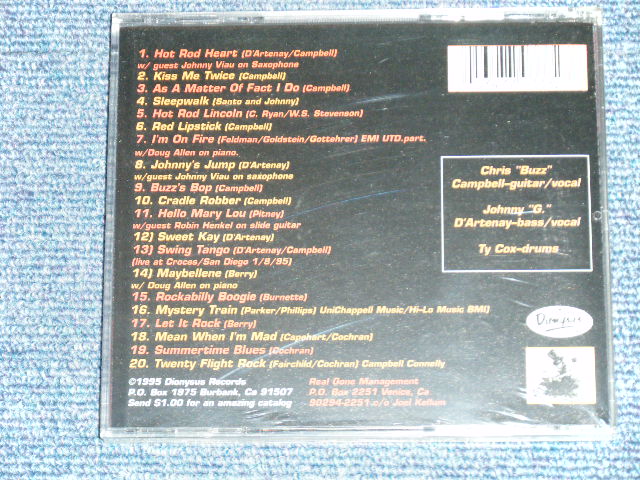 1. Hot Rod Heart (D'Artenay/Campbell)
w/ guest Johnny Viau on Saxophone
2. Kiss Me Twice (Campbell)
3. As A Matter Of Fact I Do (Campbell)
4. Sleepwalk (Santo and Johnny)
5. Hot Rod Lincoln (C. Ryan/W.S. Stevenson)
6. Red Lipstick (Campbell)
7. I'm On Fire (Feldman/Goldstein/Gottehrer) EMI UTD.part.
w/Doug Allen on piano.
8. Johnny's Jump (D'Artenay)
w/guest Johnny Viau on saxophone
9. Buzz's Bop (Campbell)
10. Cradle Robber (Campbell)
11. Hello Mary Lou (Pitney)
w/guest Robin Henkel on slide guitar
12) Sweet Kay (D'Artenay)
13) Swing Tango (D'Artenay/Campbell)
(live at Croces/San Diego 1/8/95)
14) Maybellene (Berry)
w/ Doug Allen on piano
15. Rockabilly Boogie (Burnette)
16. Mystery Train (Parker/Phillips) UniChappell Music/Hi-Lo Music BMI)
17. Let It Rock (Berry)
18. Mean When I'm Mad (Capehart/Cochran)
19. Summertime Blues (Cochran)
20. Twenty Flight Rock (Fairchild/Cochran) Campbell Connelly
©1995 Dionysus Records
P.O. Box 1975 Burbank, Ca 91507
Send $1.00 for an amazing catalog
Real Gone Management
P.O. Box 2251 Venice, Ca
90294-2251.c/o Joel Kellum
Chris "Buzz"
Campbell-guitar/vocal
Johnny "G."
D'Artenay-bass/vocal
Ty Cox-drums
Dionysus